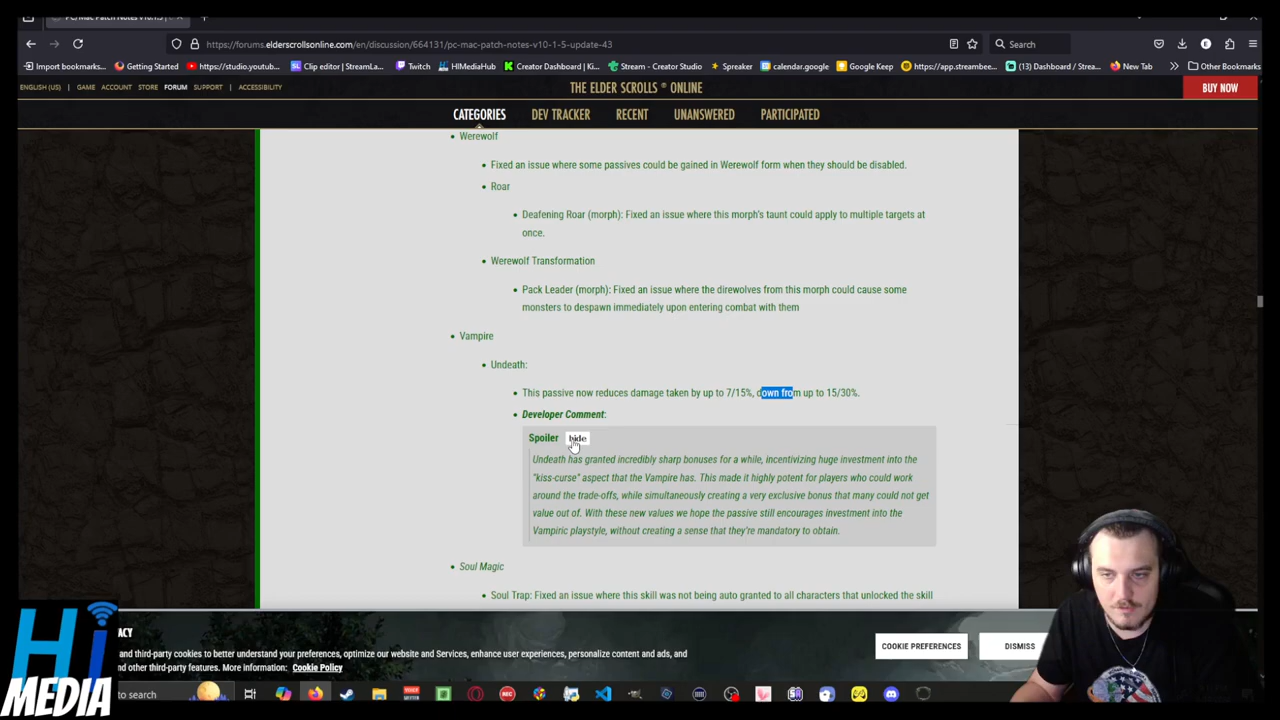 PC/Mac Patch Notes v10.1.5 |
https://forums.elderscrollsonline.com/en/discussion/664131/pc-mac-patch-notes-v10-1-5-update-43
Search
Import bookmarks...
Getting Started
https://studio.youtub...
Clip editor | StreamLa...
Twitch
HIMediaHub
Creator Dashboard | Ki...
Stream - Creator Studio
Spreaker
calendar.google
Google Keep
https://app.streambee...
(13) Dashboard / Strea...
New Tab
Other Bookmarks
ENGLISH (US) | GAME ACCOUNT STORE FORUM SUPPORT | ACCESSIBILITY
THE ELDER SCROLLS ® ONLINE
BUY NOW
CATEGORIES DEV TRACKER RECENT UNANSWERED PARTICIPATED
Werewolf
Fixed an issue where some passives could be gained in Werewolf form when they should be disabled.
Roar
Deafening Roar (morph): Fixed an issue where this morph's taunt could apply to multiple targets at
once.
Werewolf Transformation
Pack Leader (morph): Fixed an issue where the direwolves from this morph could cause some
monsters to despawn immediately upon entering combat with them
Vampire
Undeath:
This passive now reduces damage taken by up to 7/15%, down from up to 15/30%.
Developer Comment:
Spoiler hide
Undeath has granted incredibly sharp bonuses for a while, incentivizing huge investment into the
"kiss-curse" aspect that the Vampire has. This made it highly potent for players who could work
around the trade-offs, while simultaneously creating a very exclusive bonus that many could not get
value out of. With these new values we hope the passive still encourages investment into the
Vampiric playstyle, without creating a sense that they're mandatory to obtain.
Soul Magic
Soul Trap: Fixed an issue where this skill was not being auto granted to all characters that unlocked the skill
ACY
and third-party cookies to better understand your preferences, optimize our website and Services, enhance user experiences, personalize content and ads, and
nd other third-party features. More information: Cookie Policy
COOKIE PREFERENCES
DISMISS
Hi
MEDIA
to search